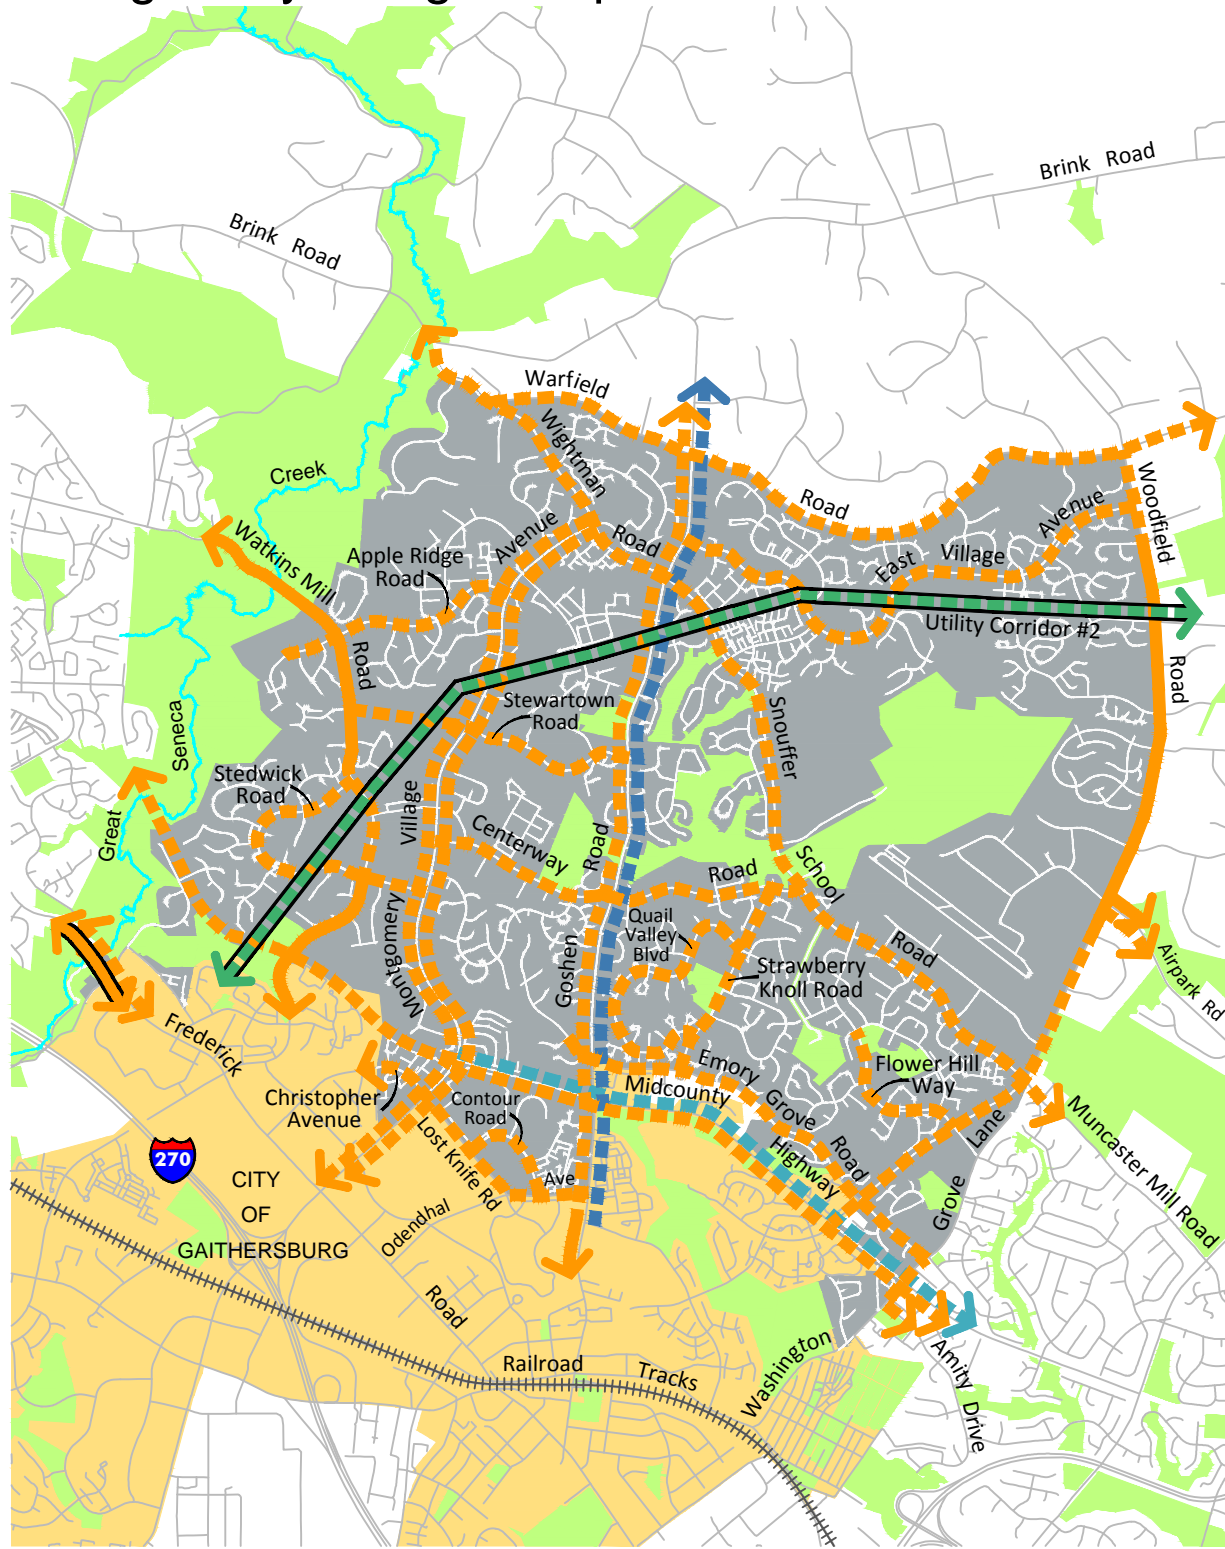 Brink Road
Brink Road
Warfield
Wightman
Road
Creek
Avenue
Road
Road
Avenue
Woodfield
East
Village
Watkins Mill
Apple Ridge
Road
Utility Corridor #2
Road
Road
Stewartown
Road
Snouffer
Seneca
Stedwick
Road
Village
Great
Centerway
Road
Road
School
Quail
Valley
Blvd
Strawberry
Knoll Road
Road
Montgomery
Goshen
Airpark Rd
Frederick
Emory
Grove
Road
Flower Hill
Way
Midcounty
Highway
Christopher
Avenue
Contour
Road
Lane
Grove
Muncaster Mill Road
Lost Knife Rd
Ave
270
CITY
OF
GAITHERSBURG
Odendhal
Road
Railroad Tracks
Washington
Amity Drive